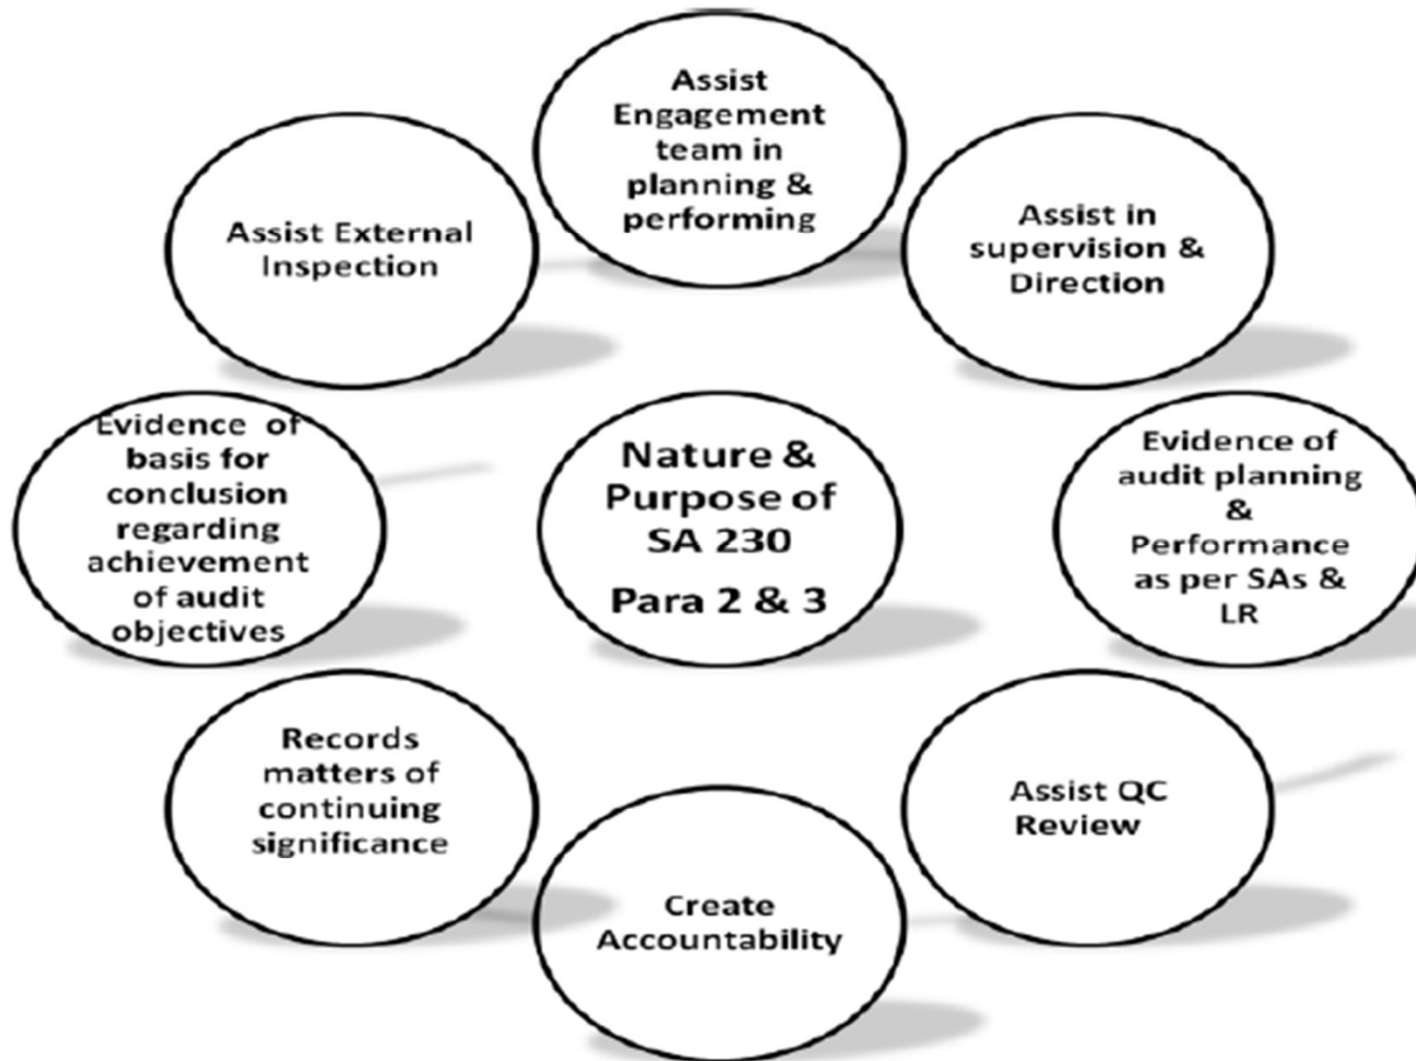 Assist
Engagement
team in
planning &
performing
Assist External
Inspection
Assist in
supervision &
Direction
Evidence of
basis for
conclusion
regarding
achievement
of audit
objectives
Nature &
Purpose of
SA 230
Para 2 & 3
Evidence of
audit planning
&
Performance
as per SAs &
LR
Records
matters of
continuing
significance
Assist QC
Review
Create
Accountability